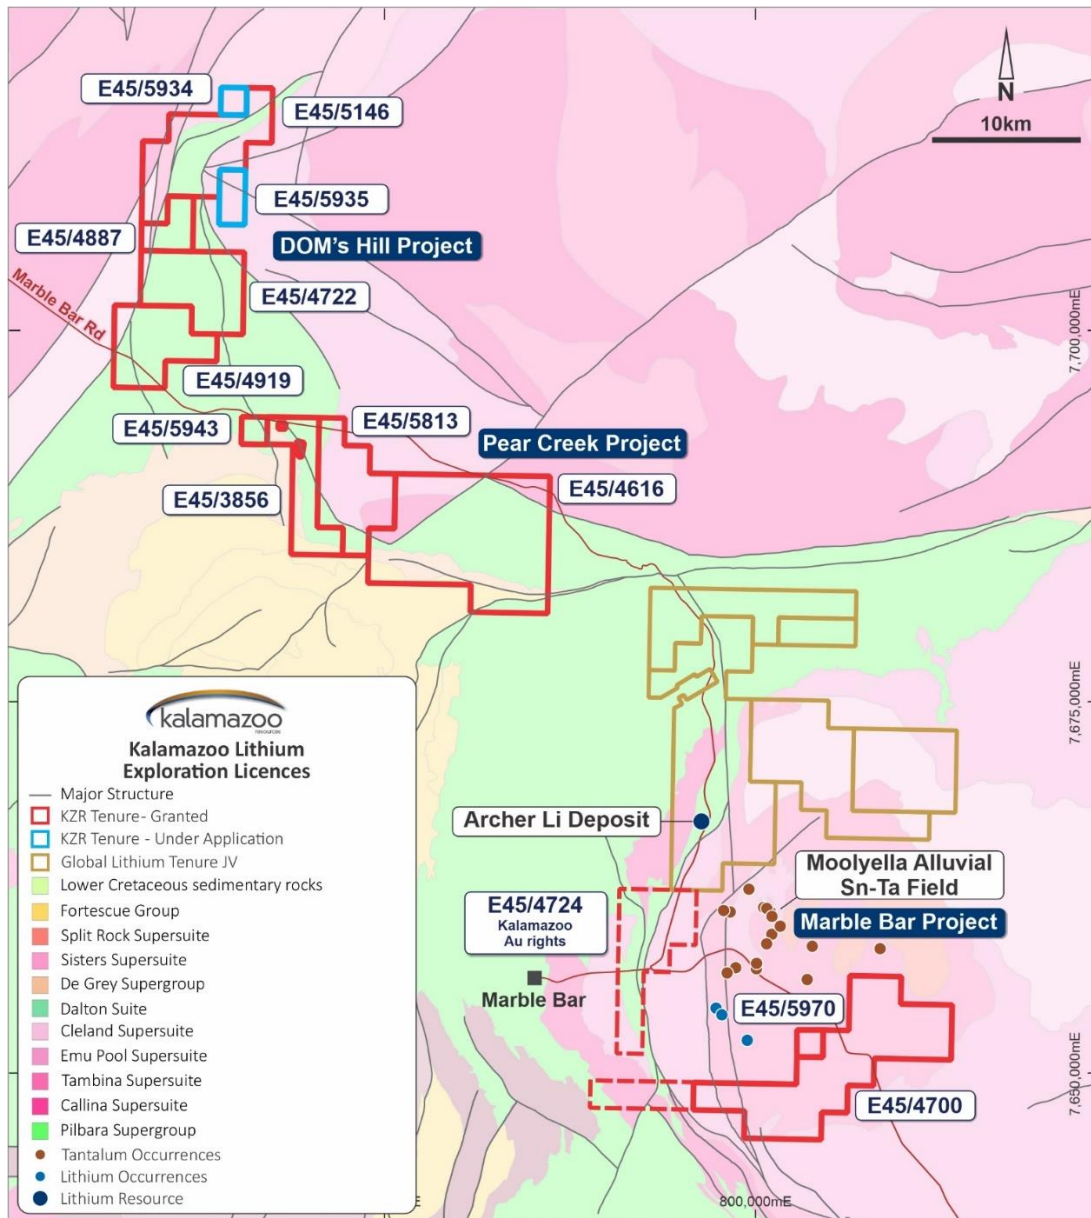 E45/5934
E45/5146
N
10km
E45/5935
E45/4887
DOM's Hill Project
E45/4722
Marble Bar Rd
7,700,000mE
E45/4919
E45/5943
E45/5813
Pear Creek Project
E45/3856
E45/4616
7,675,000mE
kalamazoo
resources
Kalamazoo Lithium
Exploration Licences
Major Structure
KZR Tenure- Granted
KZR Tenure - Under Application
Global Lithium Tenure JV
Lower Cretaceous sedimentary rocks
Fortescue Group
Split Rock Supersuite
Sisters Supersuite
De Grey Supergroup
Dalton Suite
Cleland Supersuite
Emu Pool Supersuite
Tambina Supersuite
Callina Supersuite
Pilbara Supergroup
Tantalum Occurrences
Lithium Occurrences
Lithium Resource
Archer Li Deposit
Moolyella Alluvial
Sn-Ta Field
E45/4724
Kalamazoo
Au rights
Marble Bar Project
Marble Bar
E45/5970
E45/4700
7,650,000mE
E
800,000mE